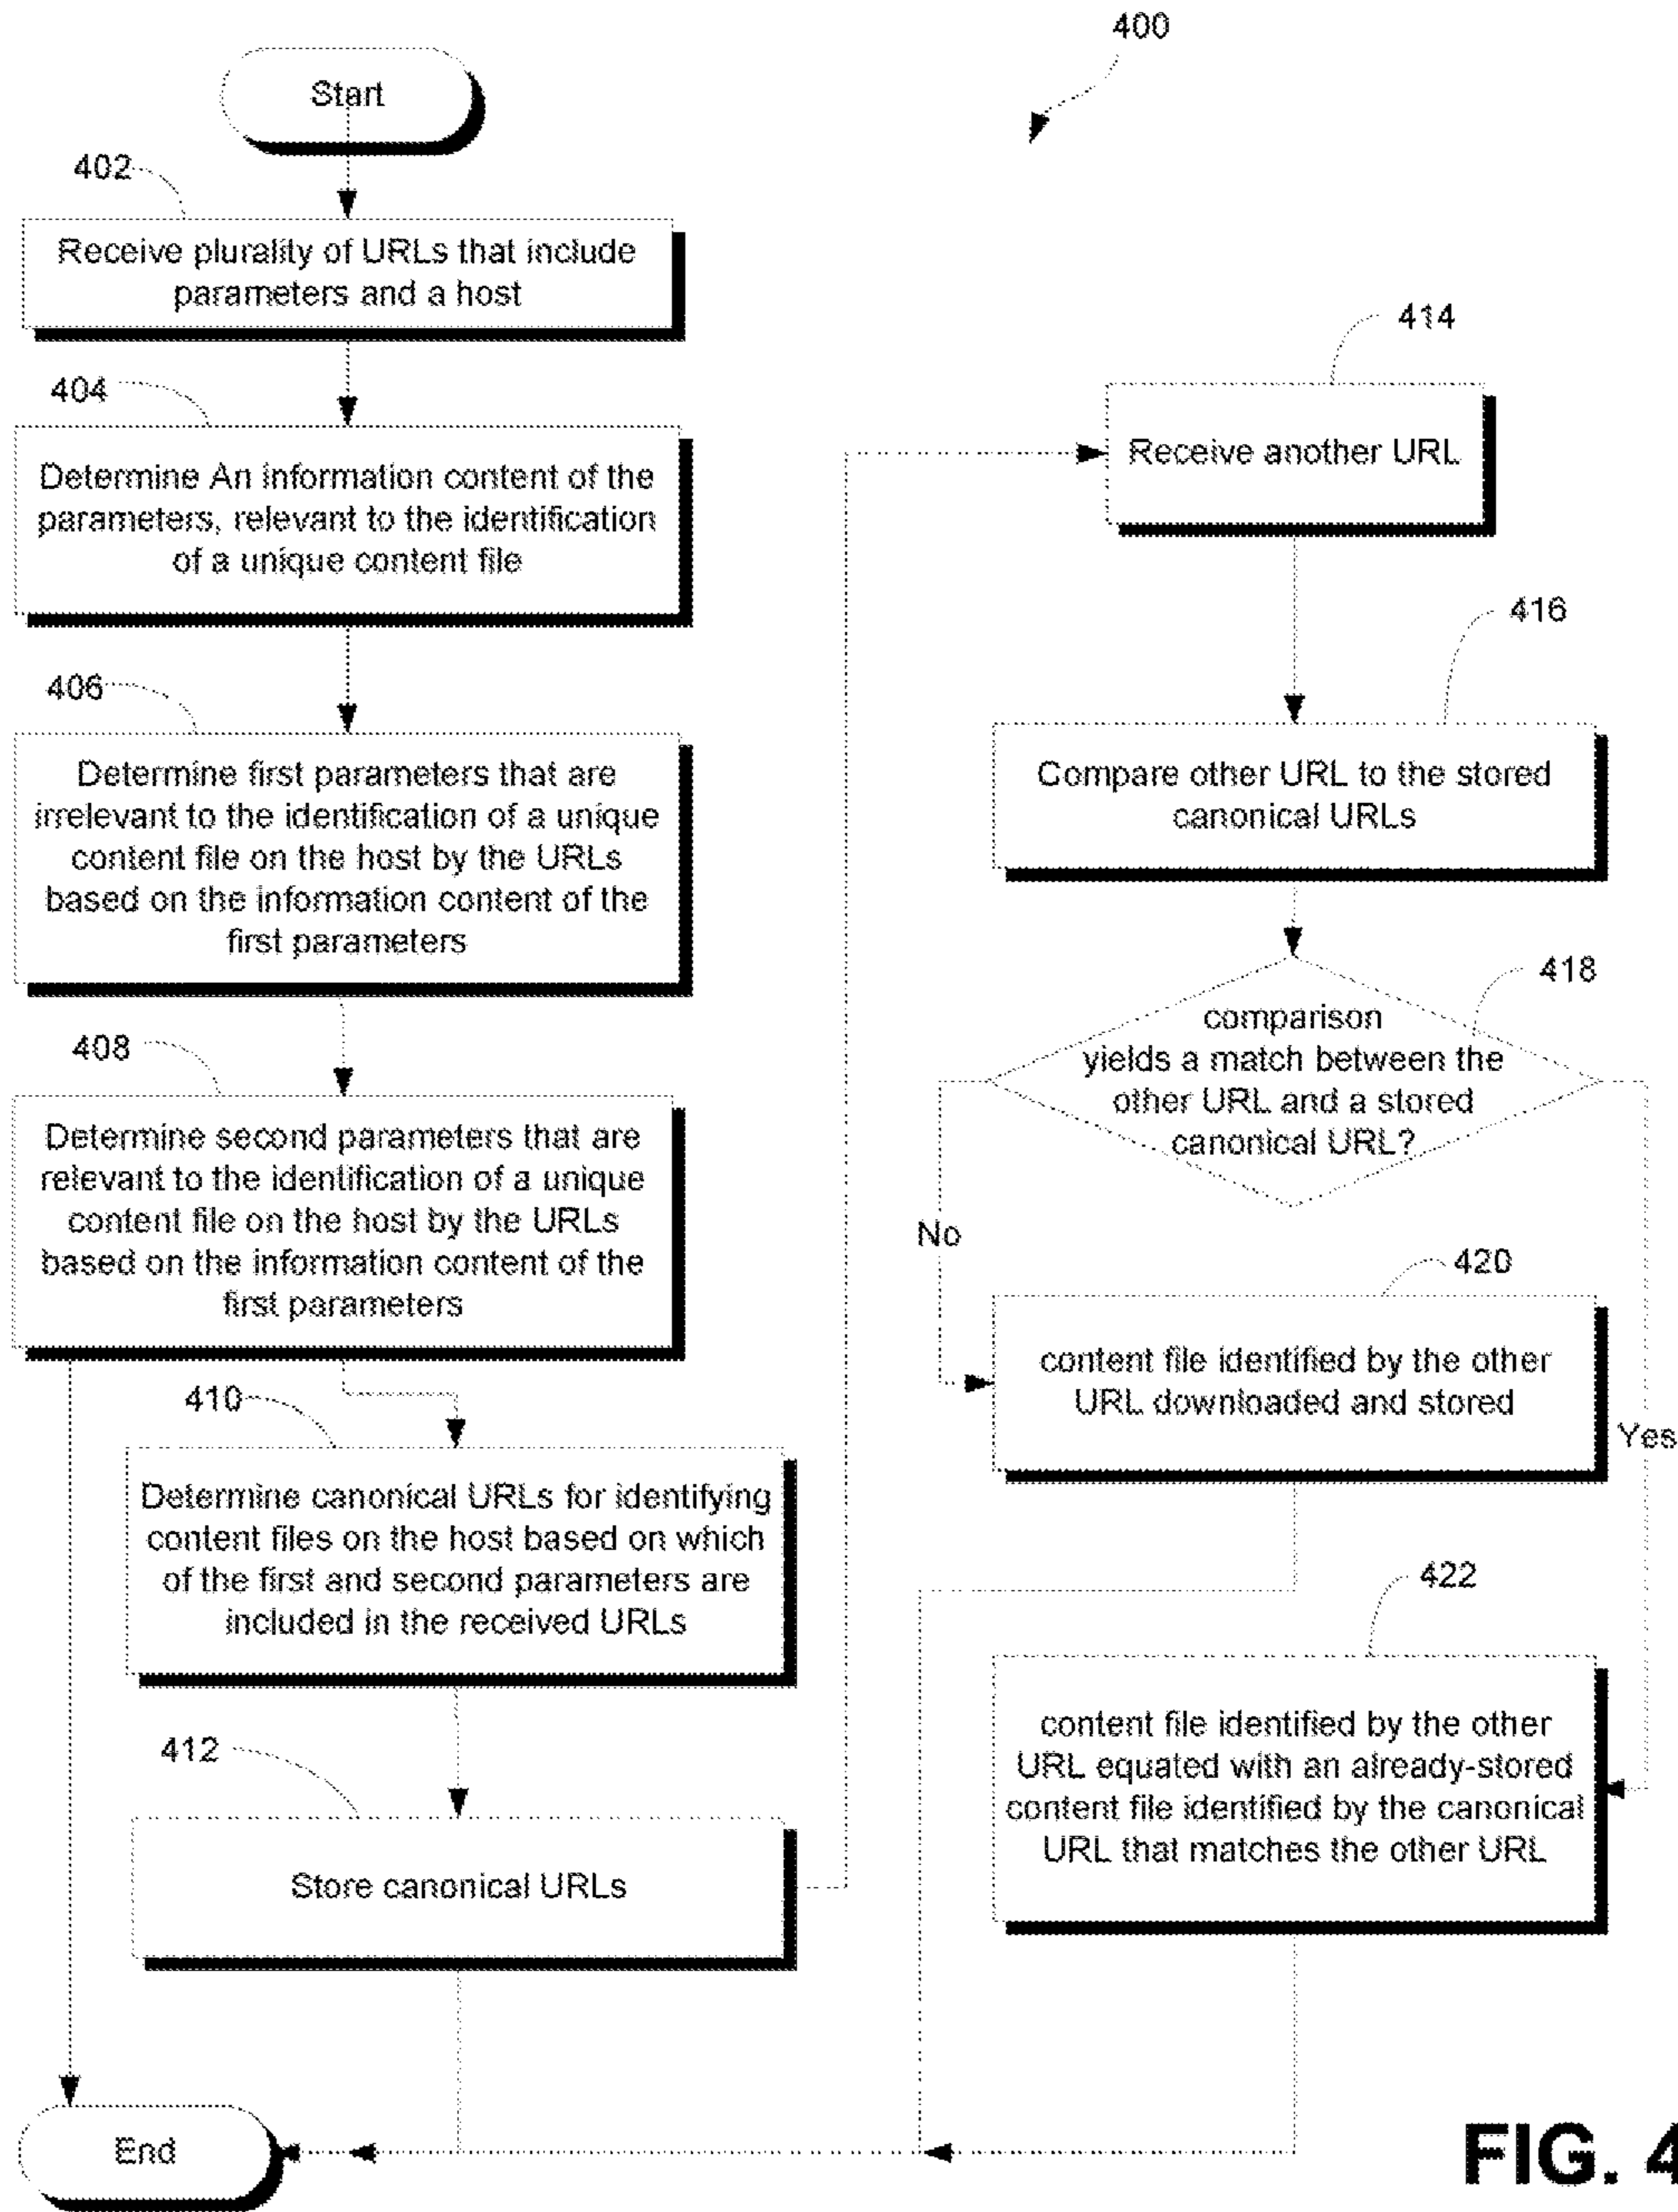 400
Start
402
Receive plurality of URLs that include
parameters and a host
404
Determine An information content of the
parameters, relevant to the identification
of a unique content file
406
Determine first parameters that are
irrelevant to the identification of a unique
content file on the host by the URLs
based on the information content of the
first parameters
408
Determine second parameters that are
relevant to the identification of a unique
content file on the host by the URLs
based on the information content of the
first parameters
410
Determine canonical URLs for identifying
content files on the host based on which
of the first and second parameters are
included in the received URLs
412
Store canonical URLs
End
414
Receive another URL
416
Compare other URL to the stored
canonical URLs
418
comparison
yields a match between the
other URL and a stored
canonical URL?
No
Yes
420
content file identified by the other
URL downloaded and stored
422
content file identified by the other
URL equated with an already-stored
content file identified by the canonical
URL that matches the other URL
FIG. 4